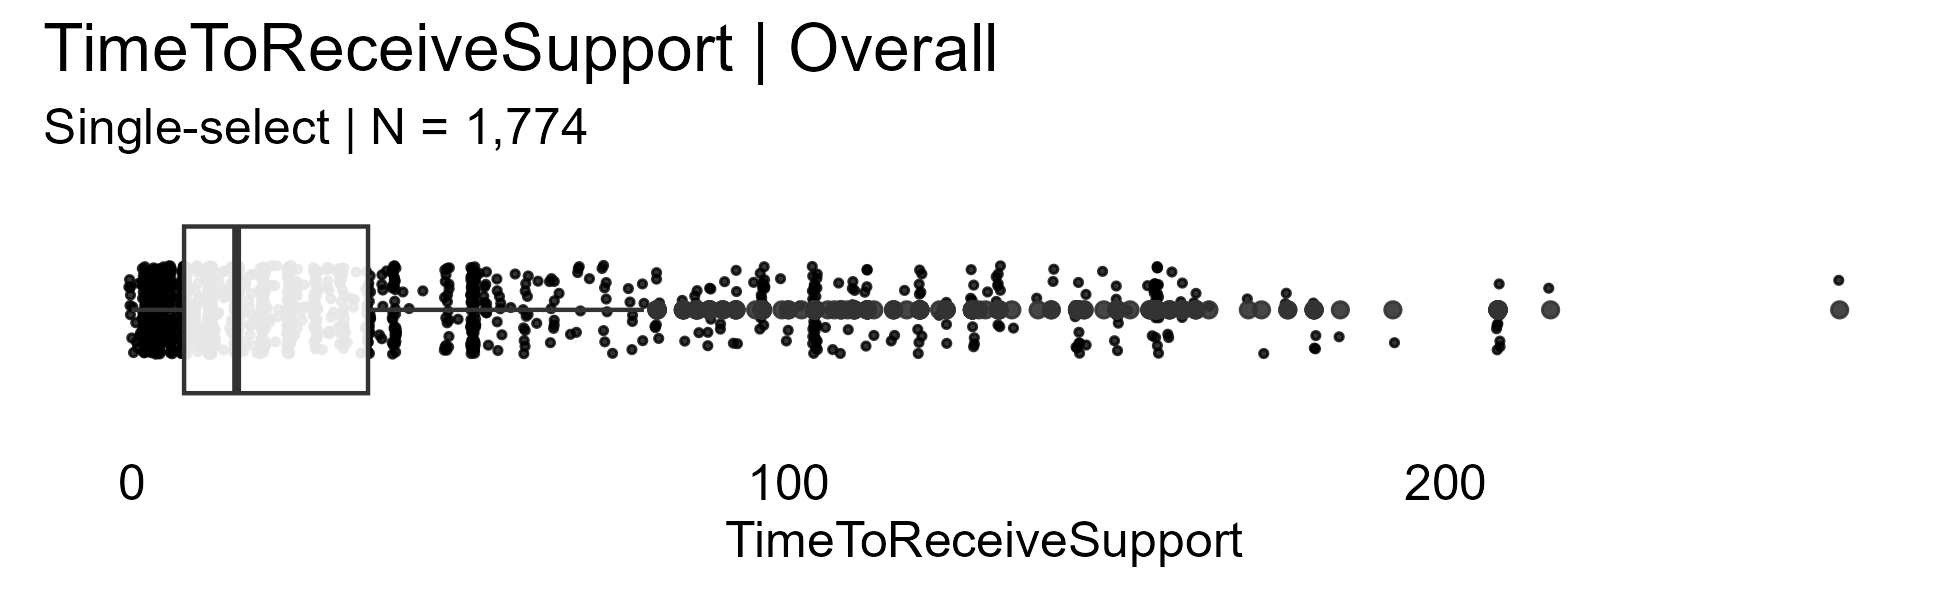 TimeToReceiveSupport | Overall
Single-select | N = 1,774
0 100 200
TimeToReceiveSupport